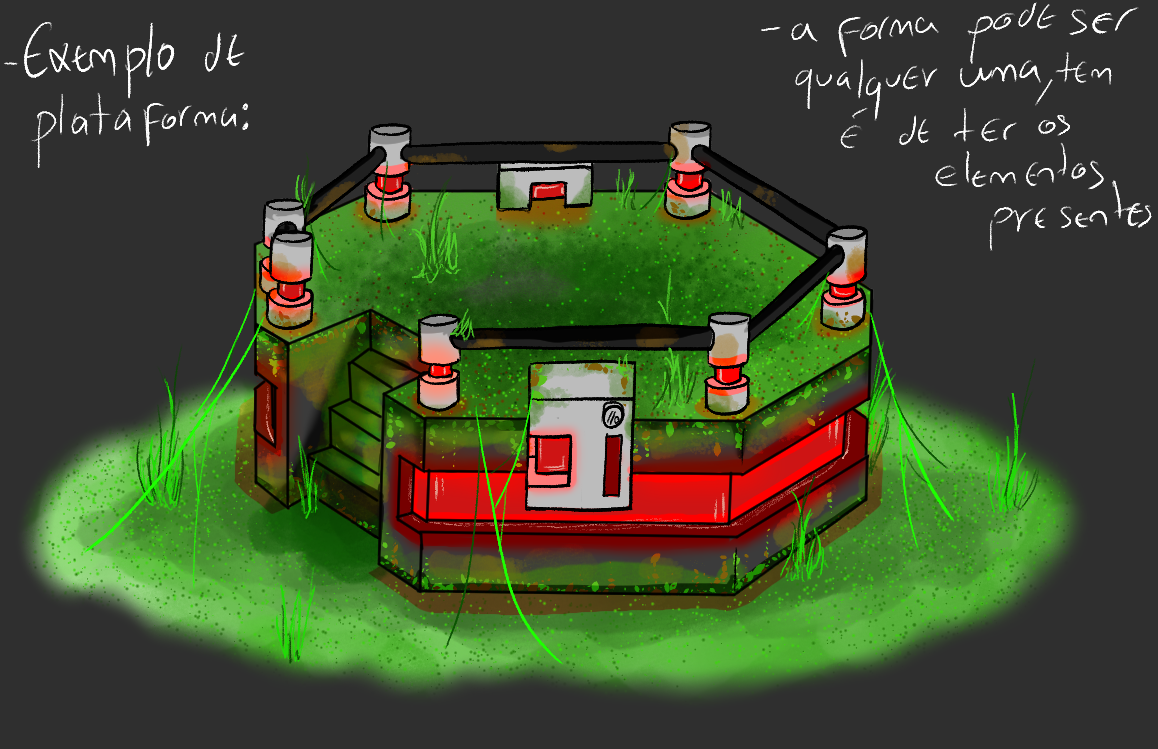 -Exemplo de
plataforma:
-a forma pode ser
qualquer uma, tem
é de ter os
elementos
presentes